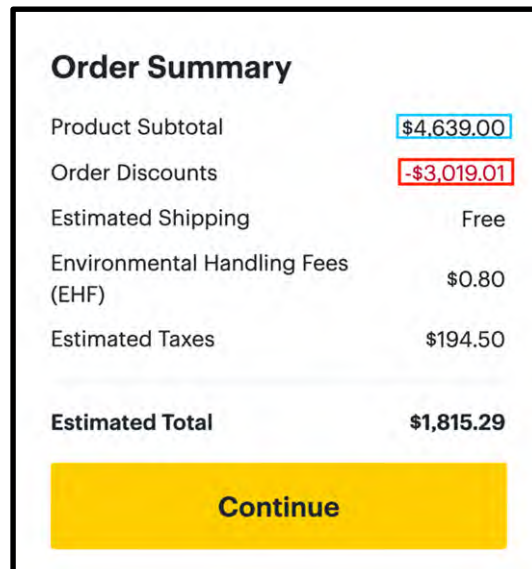 Order Summary
Product Subtotal $4,639.00
Order Discounts -$3,019.01
Estimated Shipping Free
Environmental Handling Fees
(EHF) $0.80
Estimated Taxes $194.50
Estimated Total $1,815.29
Continue